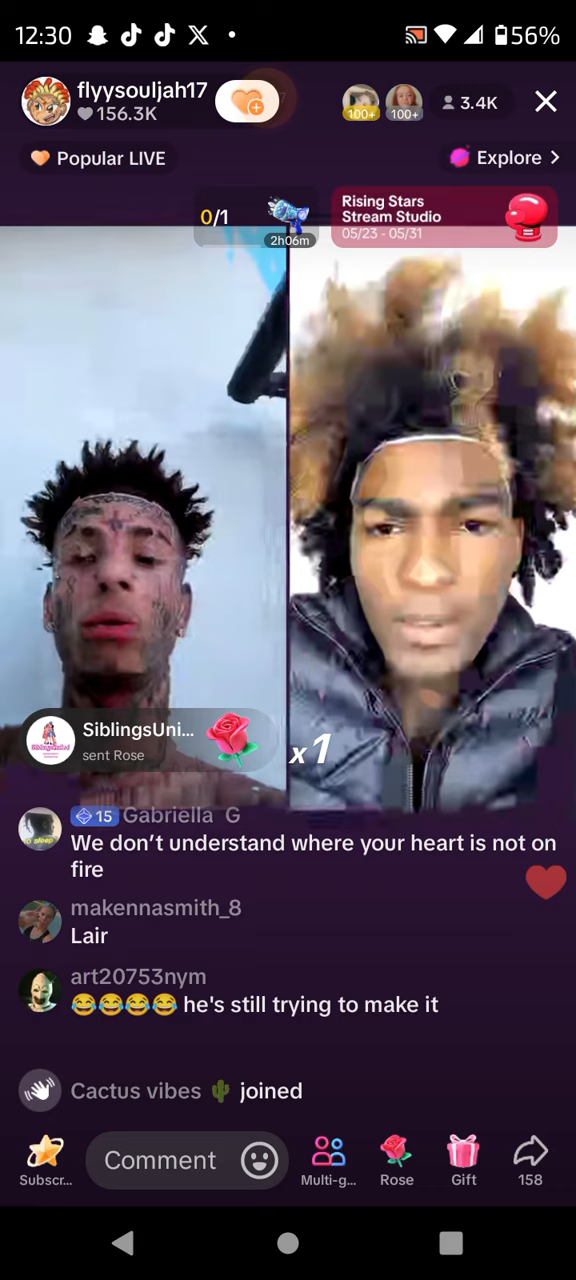 12:30
56%
flyysouljah17
156.3K
100+
100+
3.4K
Popular LIVE
Explore
0/1
2h06m
Rising Stars
Stream Studio
05/23 - 05/31
SiblingsUni...
sent Rose
x1
15 Gabriella G
We don’t understand where your heart is not on
fire
makennasmith_8
Lair
art20753nym
😂😂😂😂 he's still trying to make it
Cactus vibes 🌵 joined
Subscr...
Comment
Multi-g...
Rose
Gift
158